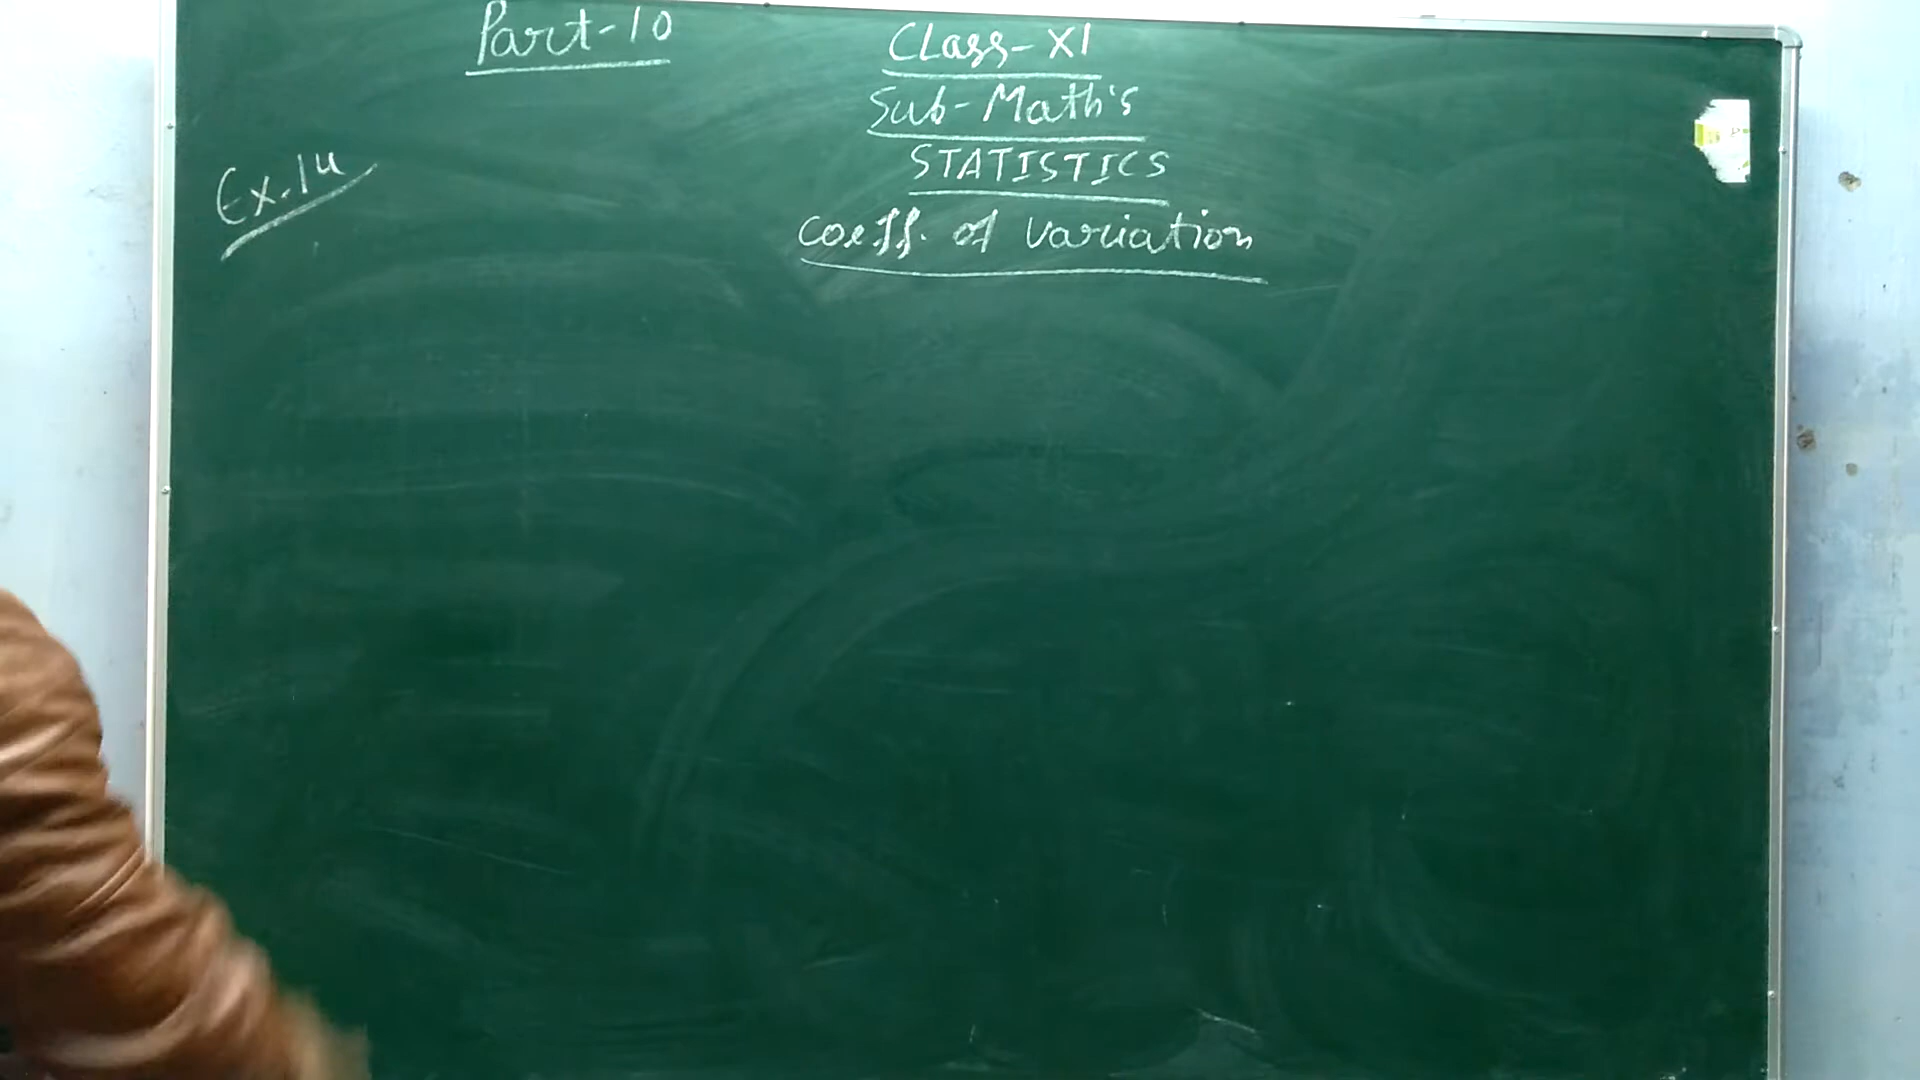 Part-10
Class-XI
Sub-Math's
STATISTICS
Ex.14
coeff. of variation